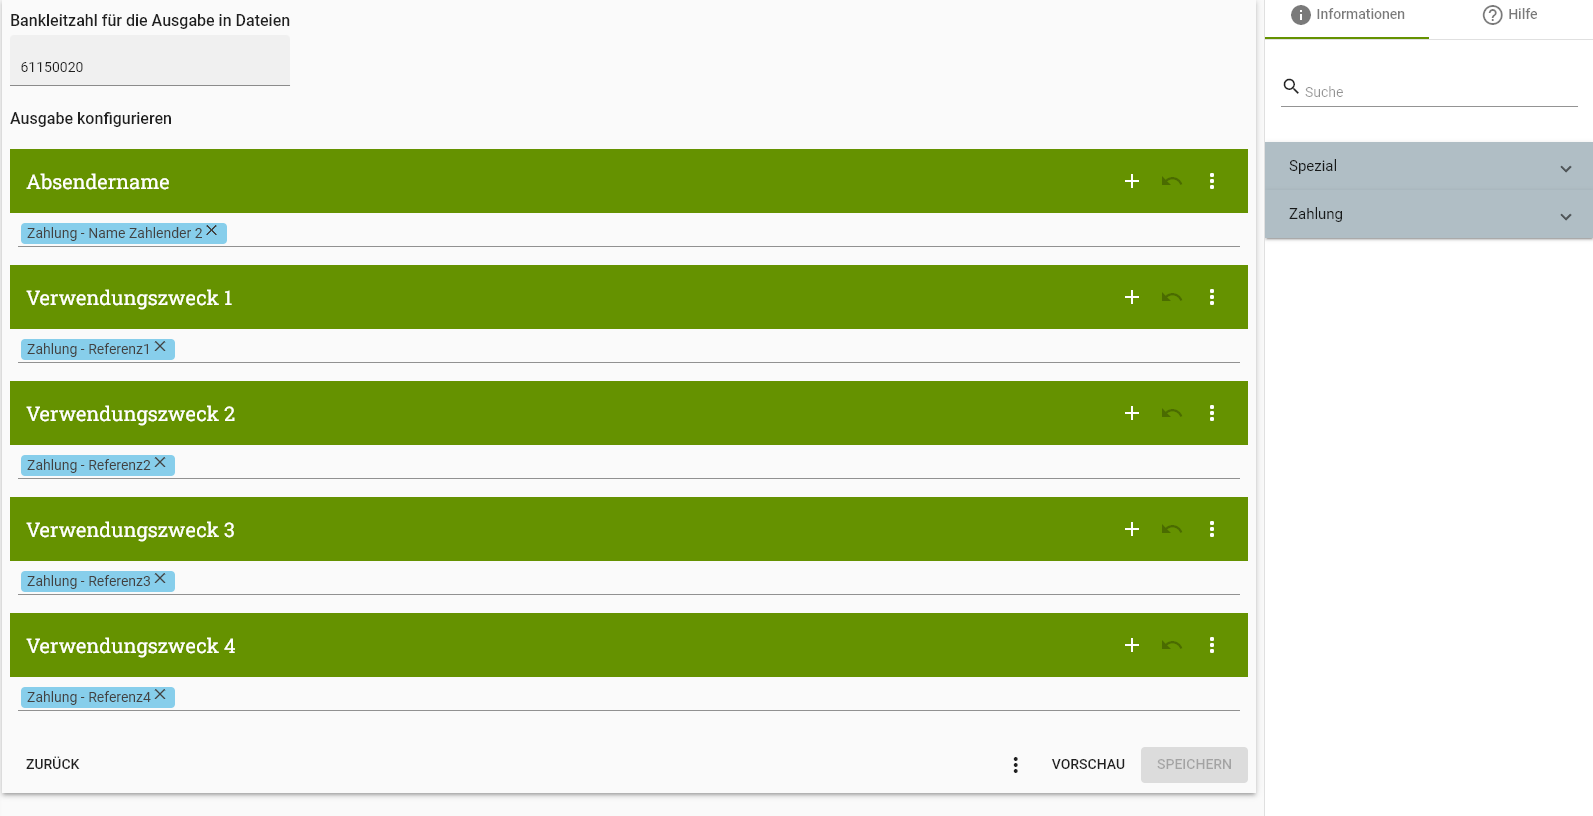 Bankleitzahl für die Ausgabe in Dateien
61150020
Ausgabe konfigurieren
Absendername
Zahlung - Name Zahlender 2
Verwendungszweck 1
Zahlung - Referenz1
Verwendungszweck 2
Zahlung - Referenz2
Verwendungszweck 3
Zahlung - Referenz3
Verwendungszweck 4
Zahlung - Referenz4
ZURÜCK
VORSCHAU
SPEICHERN
Informationen
Hilfe
Suche
Spezial
Zahlung